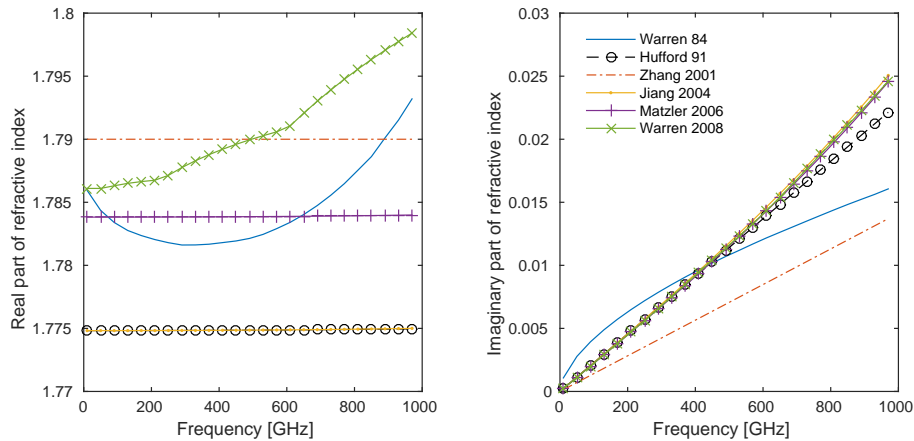 Real part of refractive index
1.8
1.795
1.79
1.785
1.78
1.775
1.77
0
200
400
600
800
1000
Frequency [GHz]
Imaginary part of refractive index
0.03
0.025
0.02
0.015
0.01
0.005
0
0
200
400
600
800
1000
Frequency [GHz]
Warren 84
Hufford 91
Zhang 2001
Jiang 2004
Matzler 2006
Warren 2008